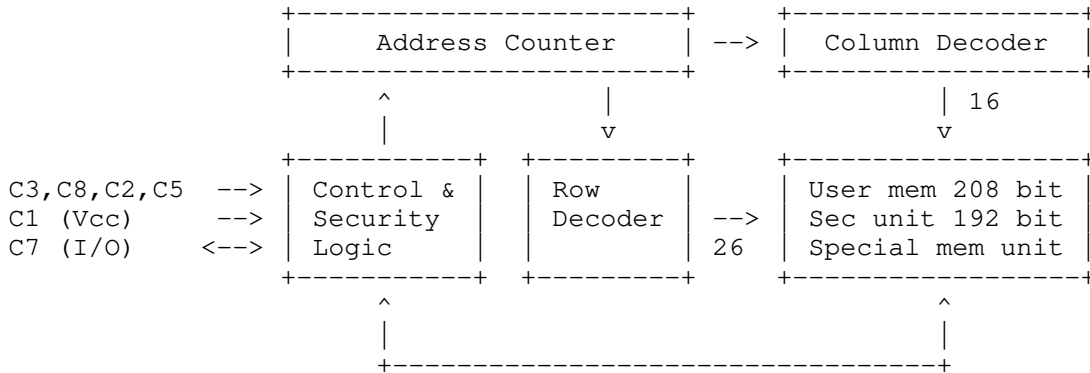 Address Counter --> Column Decoder
16
C3,C8,C2,C5 --> Control & Row User mem 208 bit
C1 (Vcc) --> Security Decoder --> Sec unit 192 bit
C7 (I/O) <--> Logic 26 Special mem unit